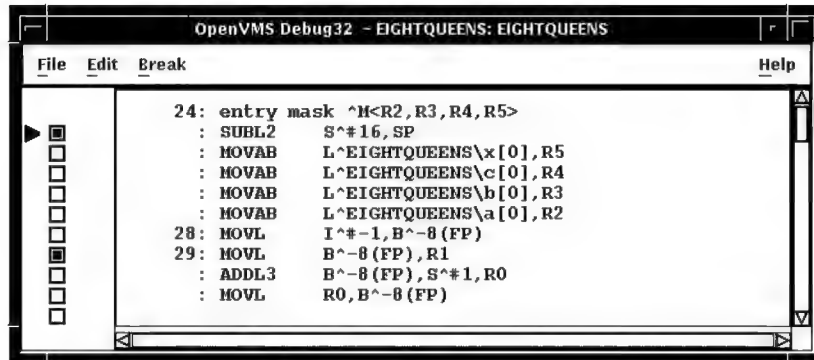 OpenVMS Debug32 - EIGHTQUEENS: EIGHTQUEENS
File Edit Break Help
24: entry mask ^M<R2,R3,R4,R5>
: SUBL2 S^#16,SP
: MOVAB L^EIGHTQUEENS\x[0],R5
: MOVAB L^EIGHTQUEENS\c[0],R4
: MOVAB L^EIGHTQUEENS\b[0],R3
: MOVAB L^EIGHTQUEENS\a[0],R2
28: MOVL I^#-1,B^-8(FP)
29: MOVL B^-8(FP),R1
: ADDL3 B^-8(FP),S^#1,R0
: MOVL R0,B^-8(FP)